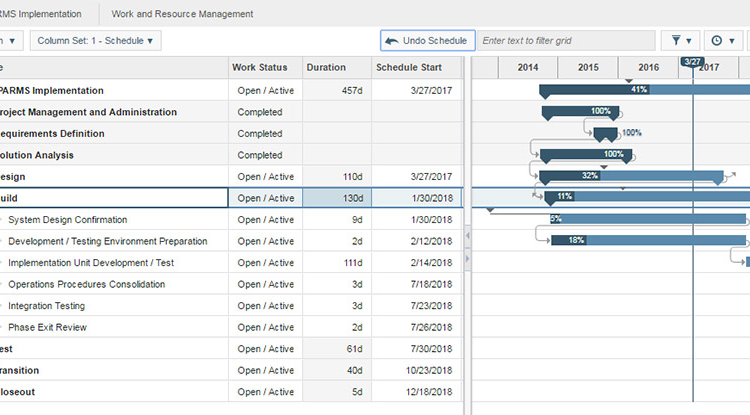 RMS Implementation Work and Resource Management
Column Set: 1 - Schedule Undo Schedule Enter text to filter grid
Work Status Duration Schedule Start 2014 2015 2016 2017 3/27
PARMS Implementation Open / Active 457d 3/27/2017 41%
roject Management and Administration Completed 100%
equirements Definition Completed 100%
olution Analysis Completed 100%
esign Open / Active 110d 3/27/2017 32%
uild Open / Active 130d 1/30/2018 11%
System Design Confirmation Open / Active 9d 1/30/2018 5%
Development / Testing Environment Preparation Open / Active 2d 2/12/2018 18%
Implementation Unit Development / Test Open / Active 111d 2/14/2018
Operations Procedures Consolidation Open / Active 3d 7/18/2018
Integration Testing Open / Active 3d 7/23/2018
Phase Exit Review Open / Active 2d 7/26/2018
est Open / Active 61d 7/30/2018
ransition Open / Active 40d 10/23/2018
loseout Open / Active 5d 12/18/2018